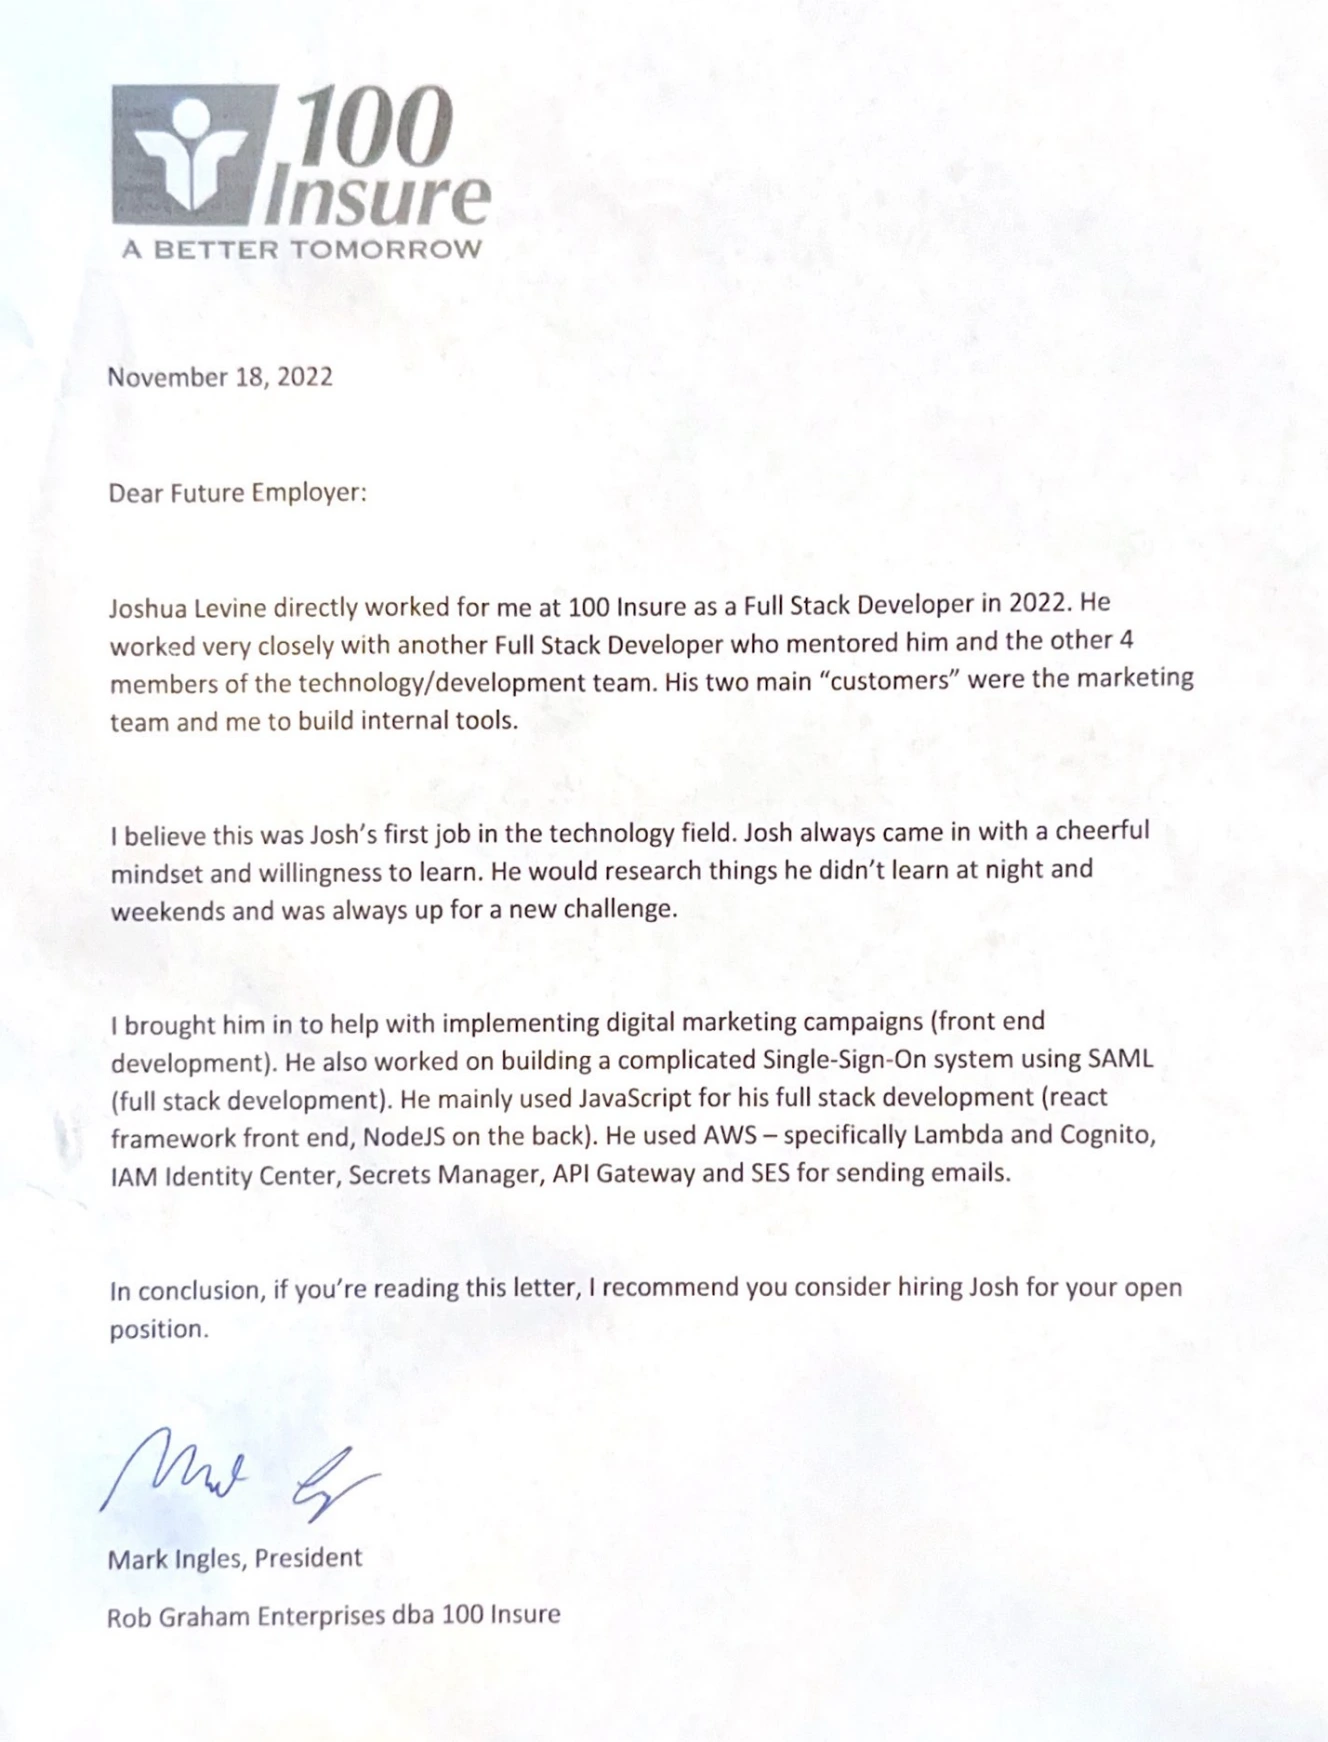 100
Insure
A BETTER TOMORROW
November 18, 2022
Dear Future Employer:
Joshua Levine directly worked for me at 100 Insure as a Full Stack Developer in 2022. He
worked very closely with another Full Stack Developer who mentored him and the other 4
members of the technology/development team. His two main “customers” were the marketing
team and me to build internal tools.
I believe this was Josh’s first job in the technology field. Josh always came in with a cheerful
mindset and willingness to learn. He would research things he didn’t learn at night and
weekends and was always up for a new challenge.
I brought him in to help with implementing digital marketing campaigns (front end
development). He also worked on building a complicated Single-Sign-On system using SAML
(full stack development). He mainly used JavaScript for his full stack development (react
framework front end, NodeJS on the back). He used AWS – specifically Lambda and Cognito,
IAM Identity Center, Secrets Manager, API Gateway and SES for sending emails.
In conclusion, if you’re reading this letter, I recommend you consider hiring Josh for your open
position.
Mark Ingles, President
Rob Graham Enterprises dba 100 Insure